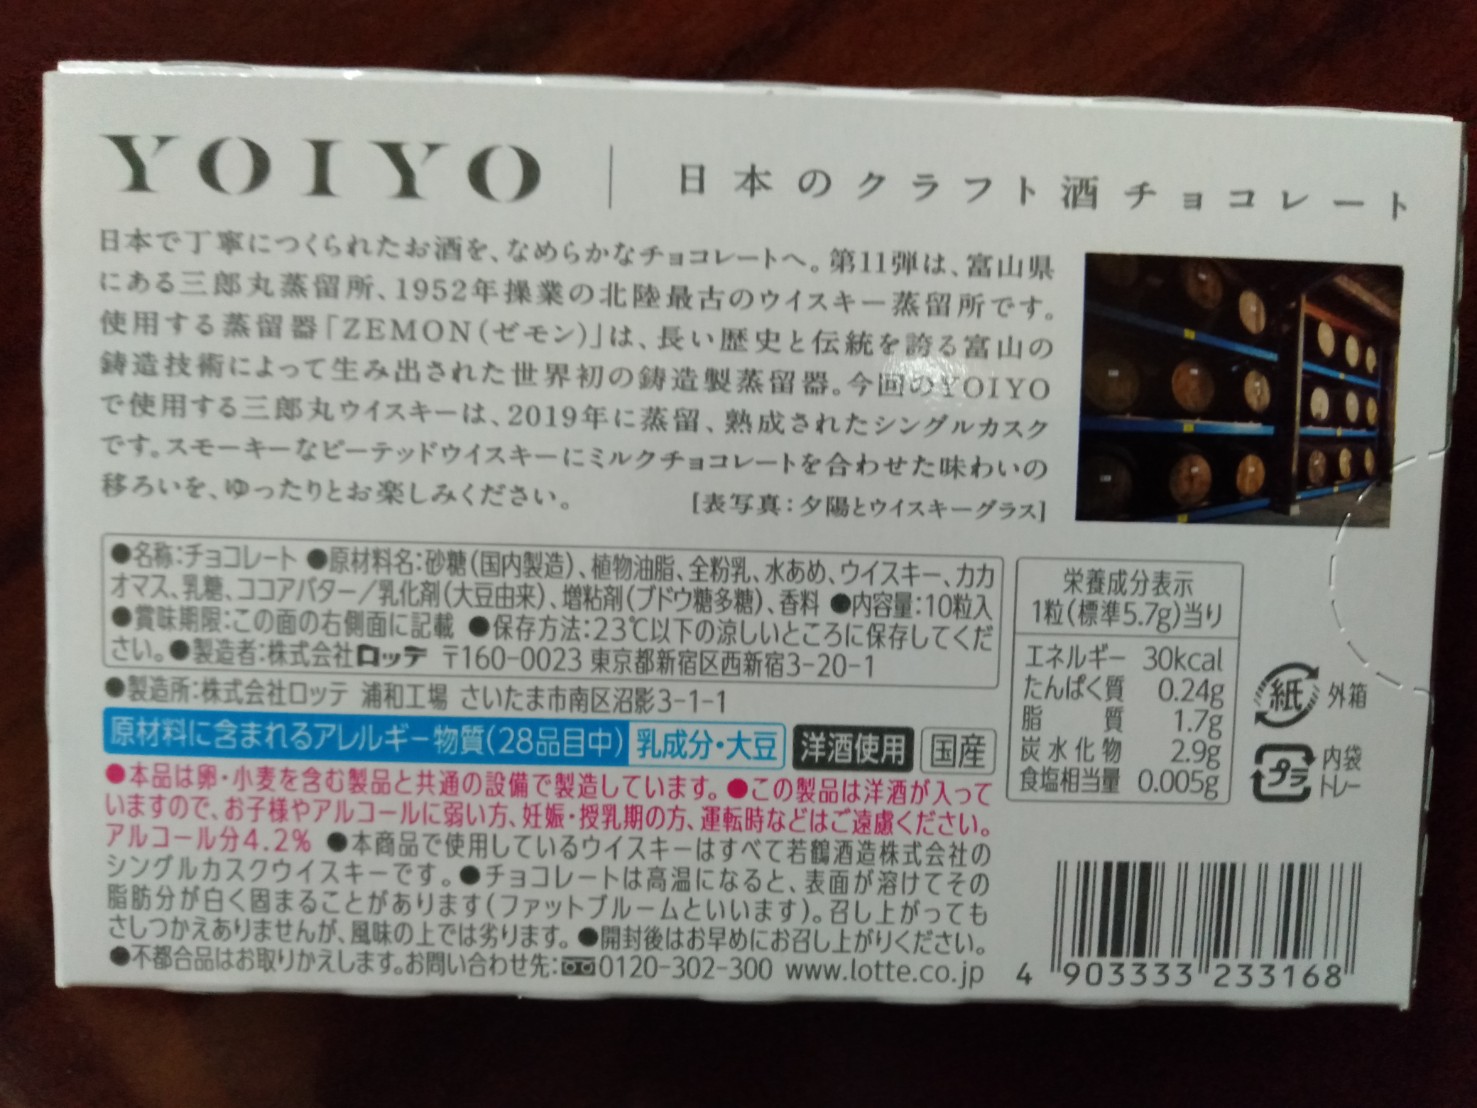 YOIYO | 日本のクラフト酒チョコレート
日本で丁寧につくられたお酒を、なめらかなチョコレートへ。第11弾は、富山県
にある三郎丸蒸留所、1952年操業の北陸最古のウイスキー蒸留所です。
使用する蒸留器「ZEMON(ゼモン)」は、長い歴史と伝統を誇る富山の
鋳造技術によって生み出された世界初の鋳造製蒸留器。今回のYOIYO
で使用する三郎丸ウイスキーは、2019年に蒸留、熟成されたシングルカスク
です。スモーキーなピーテッドウイスキーにミルクチョコレートを合わせた味わいの
移ろいを、ゆったりとお楽しみください。 [表写真:夕陽とウイスキーグラス]
●名称:チョコレート ●原材料名:砂糖(国内製造)、植物油脂、全粉乳、水あめ、ウイスキー、カカ
オマス、乳糖、ココアバター/乳化剤(大豆由来)、増粘剤(ブドウ糖多糖)、香料 ●内容量:10粒入
●賞味期限:この面の右側面に記載 ●保存方法:23℃以下の涼しいところに保存してくだ
さい。●製造者:株式会社ロッテ 〒160-0023 東京都新宿区西新宿3-20-1
●製造所:株式会社ロッテ 浦和工場 さいたま市南区沼影3-1-1
原材料に含まれるアレルギー物質(28品目中) 乳成分・大豆 洋酒使用 国産
●本品は卵・小麦を含む製品と共通の設備で製造しています。●この製品は洋酒が入って
いますので、お子様やアルコールに弱い方、妊娠・授乳期の方、運転時などはご遠慮ください。
アルコール分4.2% ●本商品で使用しているウイスキーはすべて若鶴酒造株式会社の
シングルカスクウイスキーです。●チョコレートは高温になると、表面が溶けてその
脂肪分が白く固まることがあります(ファットブルームといいます)。召し上がっても
さしつかえありませんが、風味の上では劣ります。●開封後はお早めにお召し上がりください。
●不都合品はお取りかえします。お問い合わせ先:0120-302-300 www.lotte.co.jp
栄養成分表示
1粒(標準5.7g)当り
エネルギー 30kcal
たんぱく質 0.24g
脂質 1.7g
炭水化物 2.9g
食塩相当量 0.005g
紙 外箱
プラ 内袋
トレー
4 903333 233168